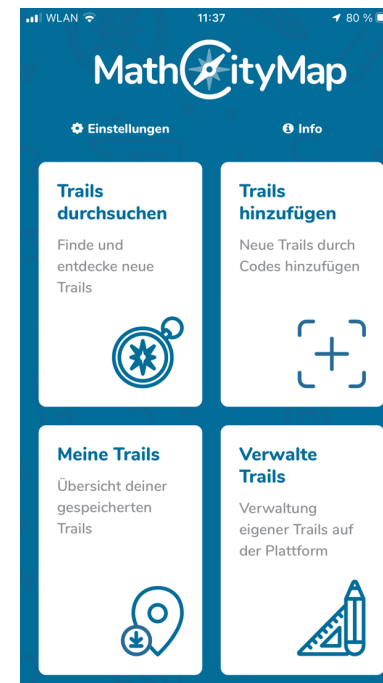 WLAN 11:37 80 %
MathCityMap
Einstellungen Info
Trails
durchsuchen
Finde und
entdecke neue
Trails
Trails
hinzufügen
Neue Trails durch
Codes hinzufügen
Meine Trails
Übersicht deiner
gespeicherten
Trails
Verwalte
Trails
Verwaltung
eigener Trails auf
der Plattform